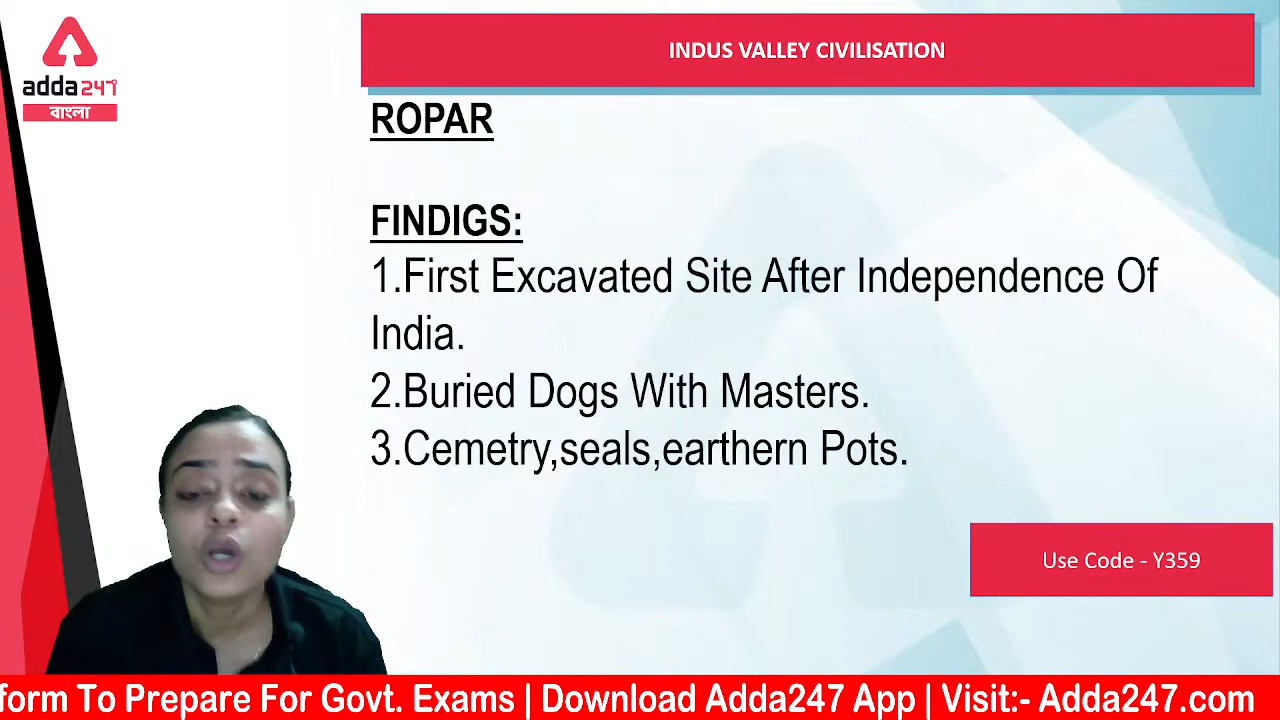 adda247
বাংলা
INDUS VALLEY CIVILISATION
ROPAR
FINDIGS:
1.First Excavated Site After Independence Of
India.
2.Buried Dogs With Masters.
3.Cemetry,seals,earthern Pots.
Use Code - Y359
form To Prepare For Govt. Exams | Download Adda247 App | Visit:- Adda247.com